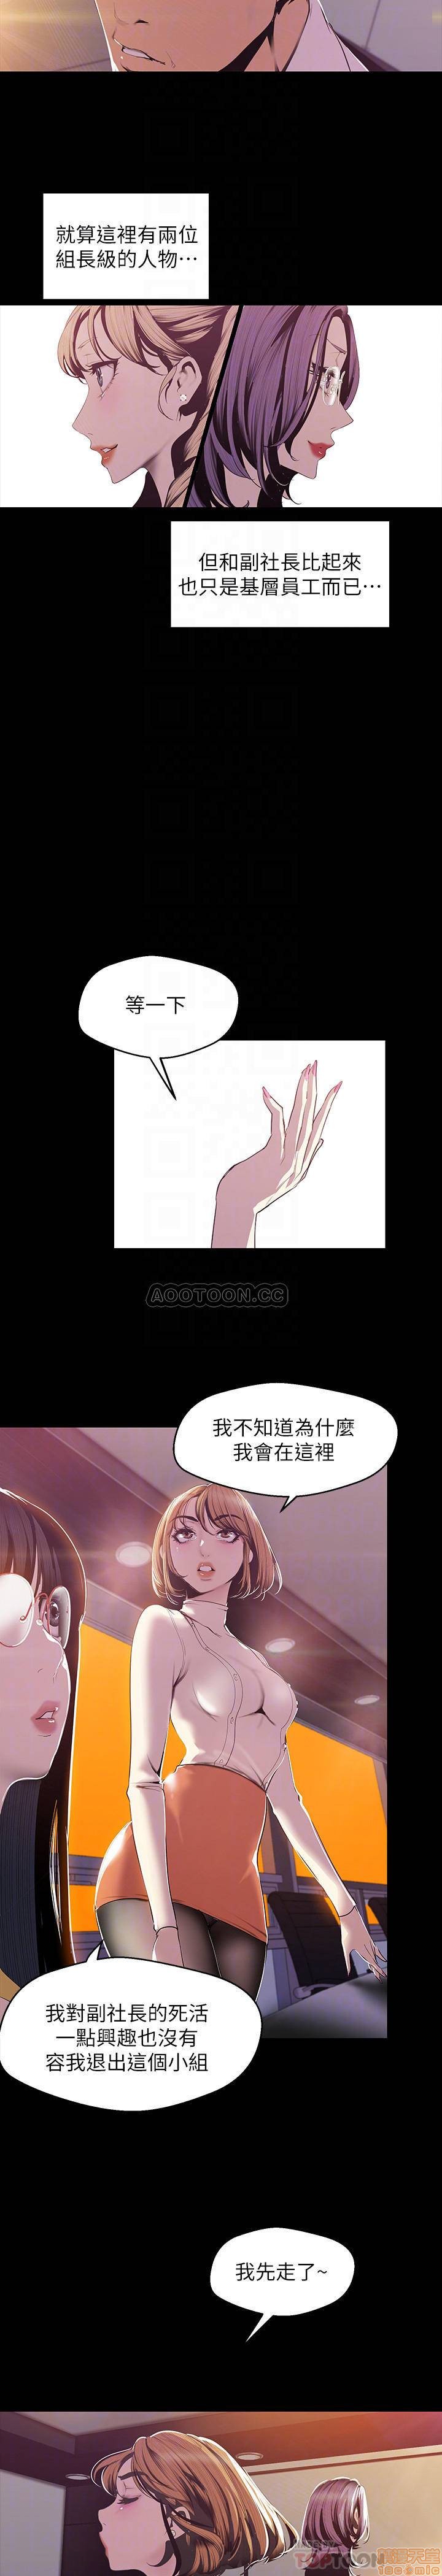 就算這裡有兩位
組長級的人物⋯
但和副社長比起來
也只是基層員工而已⋯
等一下
AOOTOON.CC
我不知道為什麼
我會在這裡
我對副社長的死活
一點興趣也沒有
容我退出這個小組
我先走了~
TOPTOON